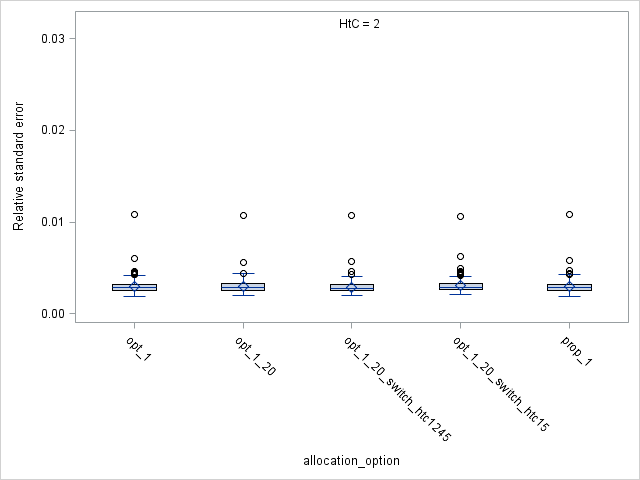 HtC = 2
Relative standard error
0.03
0.02
0.01
0.00
opt_1
opt_1_20
opt_1_20_switch_htc1245
opt_1_20_switch_htc15
prop_1
allocation_option